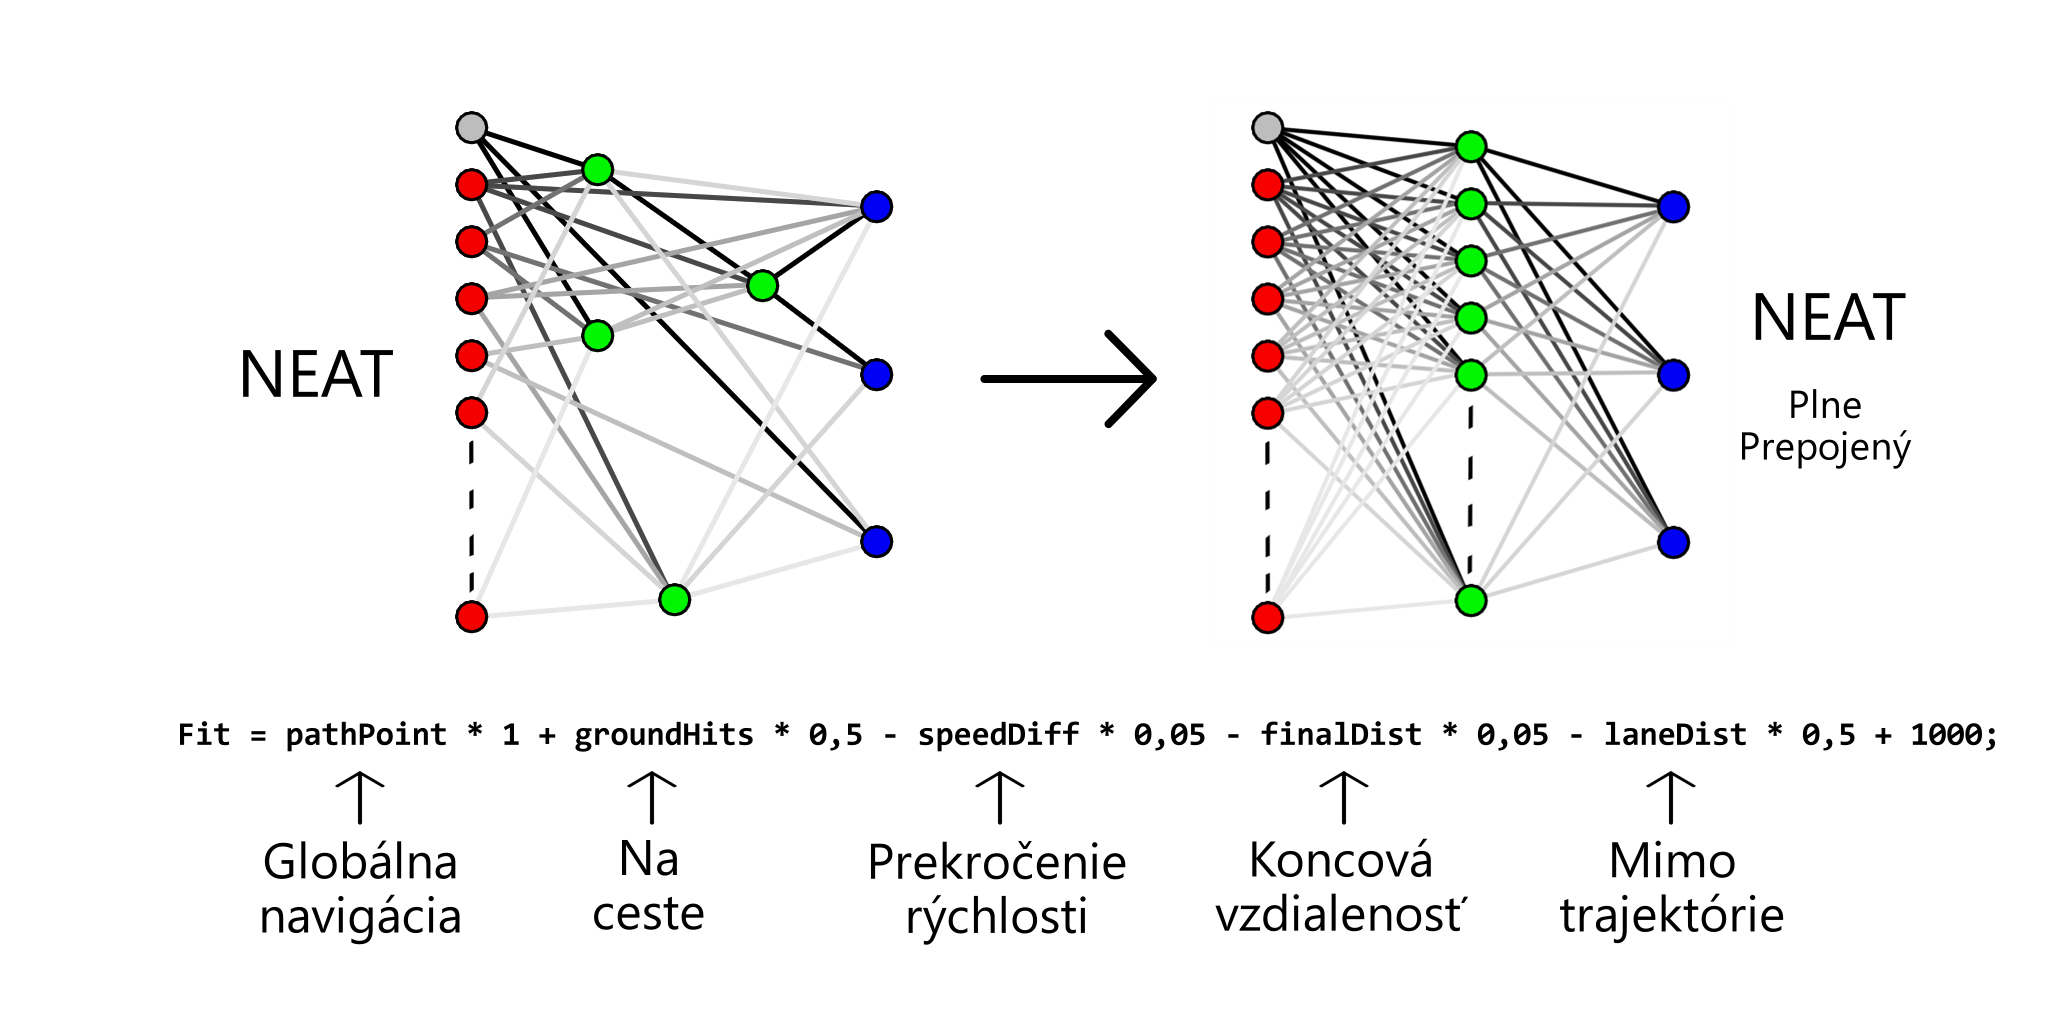 NEAT
NEAT
Plne
Prepojený
Fit = pathPoint * 1 + groundHits * 0,5 - speedDiff * 0,05 - finalDist * 0,05 - laneDist * 0,5 + 1000;
Globálna
navigácia
Na
ceste
Prekročenie
rýchlosti
Koncová
vzdialenosť
Mimo
trajektórie